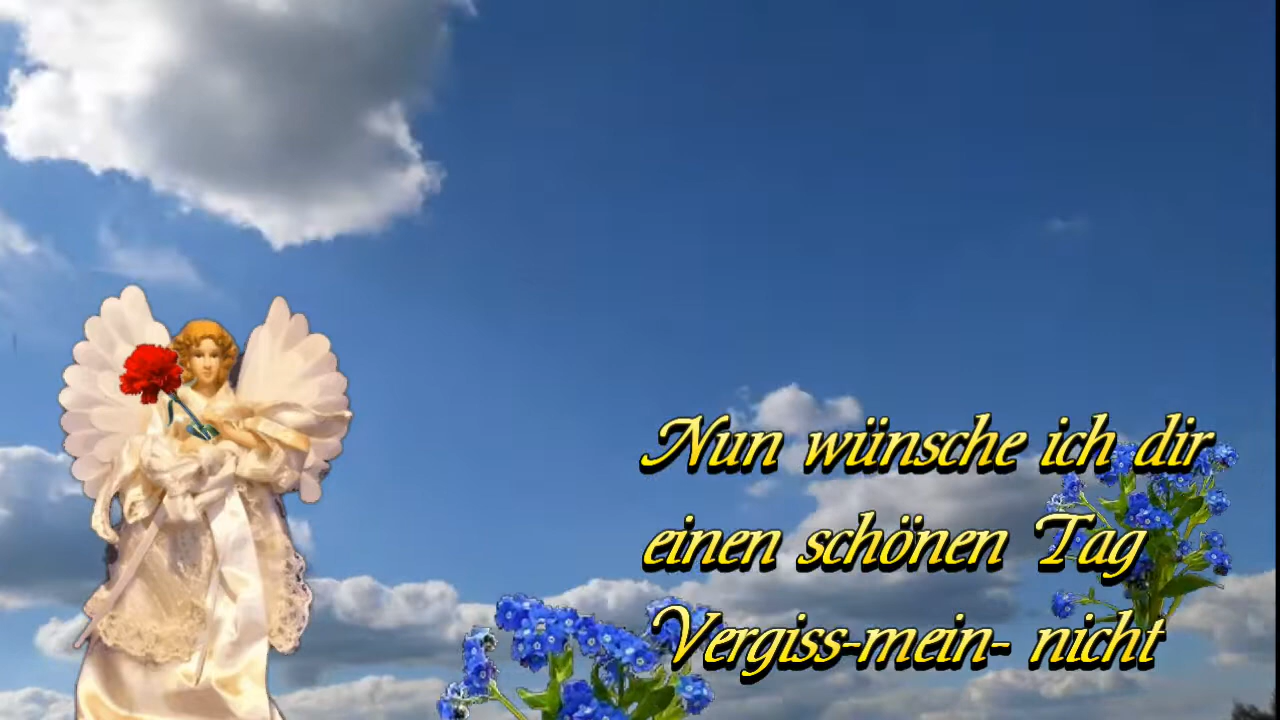 Nun wünsche ich dir
einen schönen Tag
Vergiss-mein- nicht